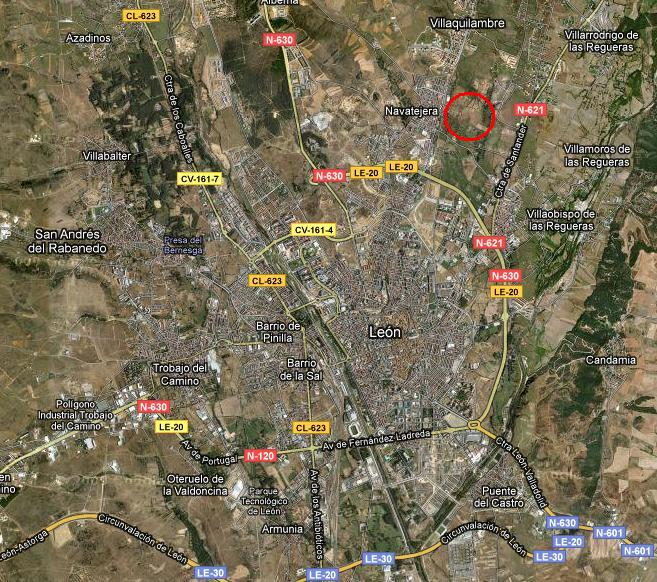 CL-623
Azadinos
N-630
Villaquilambre
Villarrodrigo de
las Regueras
Ctra de los Caboalles
Navatejera
N-621
Ctra de Santander
Villabalter
Villamoros de
las Regueras
CV-161-7
N-630
LE-20
LE-20
San Andrés
del Rabanedo
Presa del
Bernesga
CV-161-4
Villaobispo de
las Regueras
N-621
CL-623
N-630
LE-20
Barrio de
Pinilla
León
Barrio
de la Sal
Candamia
Trobajo del
Camino
Polígono
Industrial Trobajo
del Camino
N-630
LE-20
CL-623
Av de Fernández Ladreda
Av de Portugal
N-120
Ctra León-Valladolid
Oteruelo de
la Valdoncina
Parque
Tecnológico
de León
Av de los Antibióticos
Puente
del Castro
Armunia
León-Astorga
Circunvalación de León
Circunvalación de León
N-630
N-601
LE-20
N-601
LE-30
LE-30
LE-30
LE-20